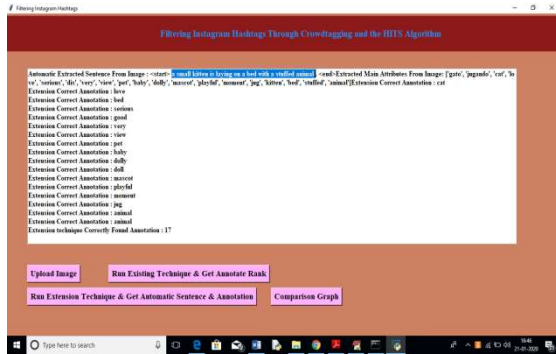 Filtering Instagram Hashtags
Filtering Instagram Hashtags Through Crowdtagging and the HITS Algorithm
Automatic Extracted Sentence From Image : <start> a small kitten is laying on a bed with a stuffed animal. <end>Extracted Main Attributes From Image: ['gato', 'jugando', 'cat', 'lo
ve', 'serious', 'dis', 'very', 'view', 'pet', 'baby', 'dolly', 'mascot', 'playful', 'moment', 'jug', 'kitten', 'bed', 'stuffed', 'animal']Extension Correct Annotation : cat
Extension Correct Annotation : love
Extension Correct Annotation : bed
Extension Correct Annotation : serious
Extension Correct Annotation : good
Extension Correct Annotation : very
Extension Correct Annotation : view
Extension Correct Annotation : pet
Extension Correct Annotation : baby
Extension Correct Annotation : dolly
Extension Correct Annotation : doll
Extension Correct Annotation : mascot
Extension Correct Annotation : playful
Extension Correct Annotation : moment
Extension Correct Annotation : jug
Extension Correct Annotation : animal
Extension Correct Annotation : animal
Extension technique Correctly Found Annotation : 17
Upload Image
Run Existing Technique & Get Annotate Rank
Run Extension Technique & Get Automatic Sentence & Annotation
Comparison Graph
Type here to search
16:45
21-01-2020